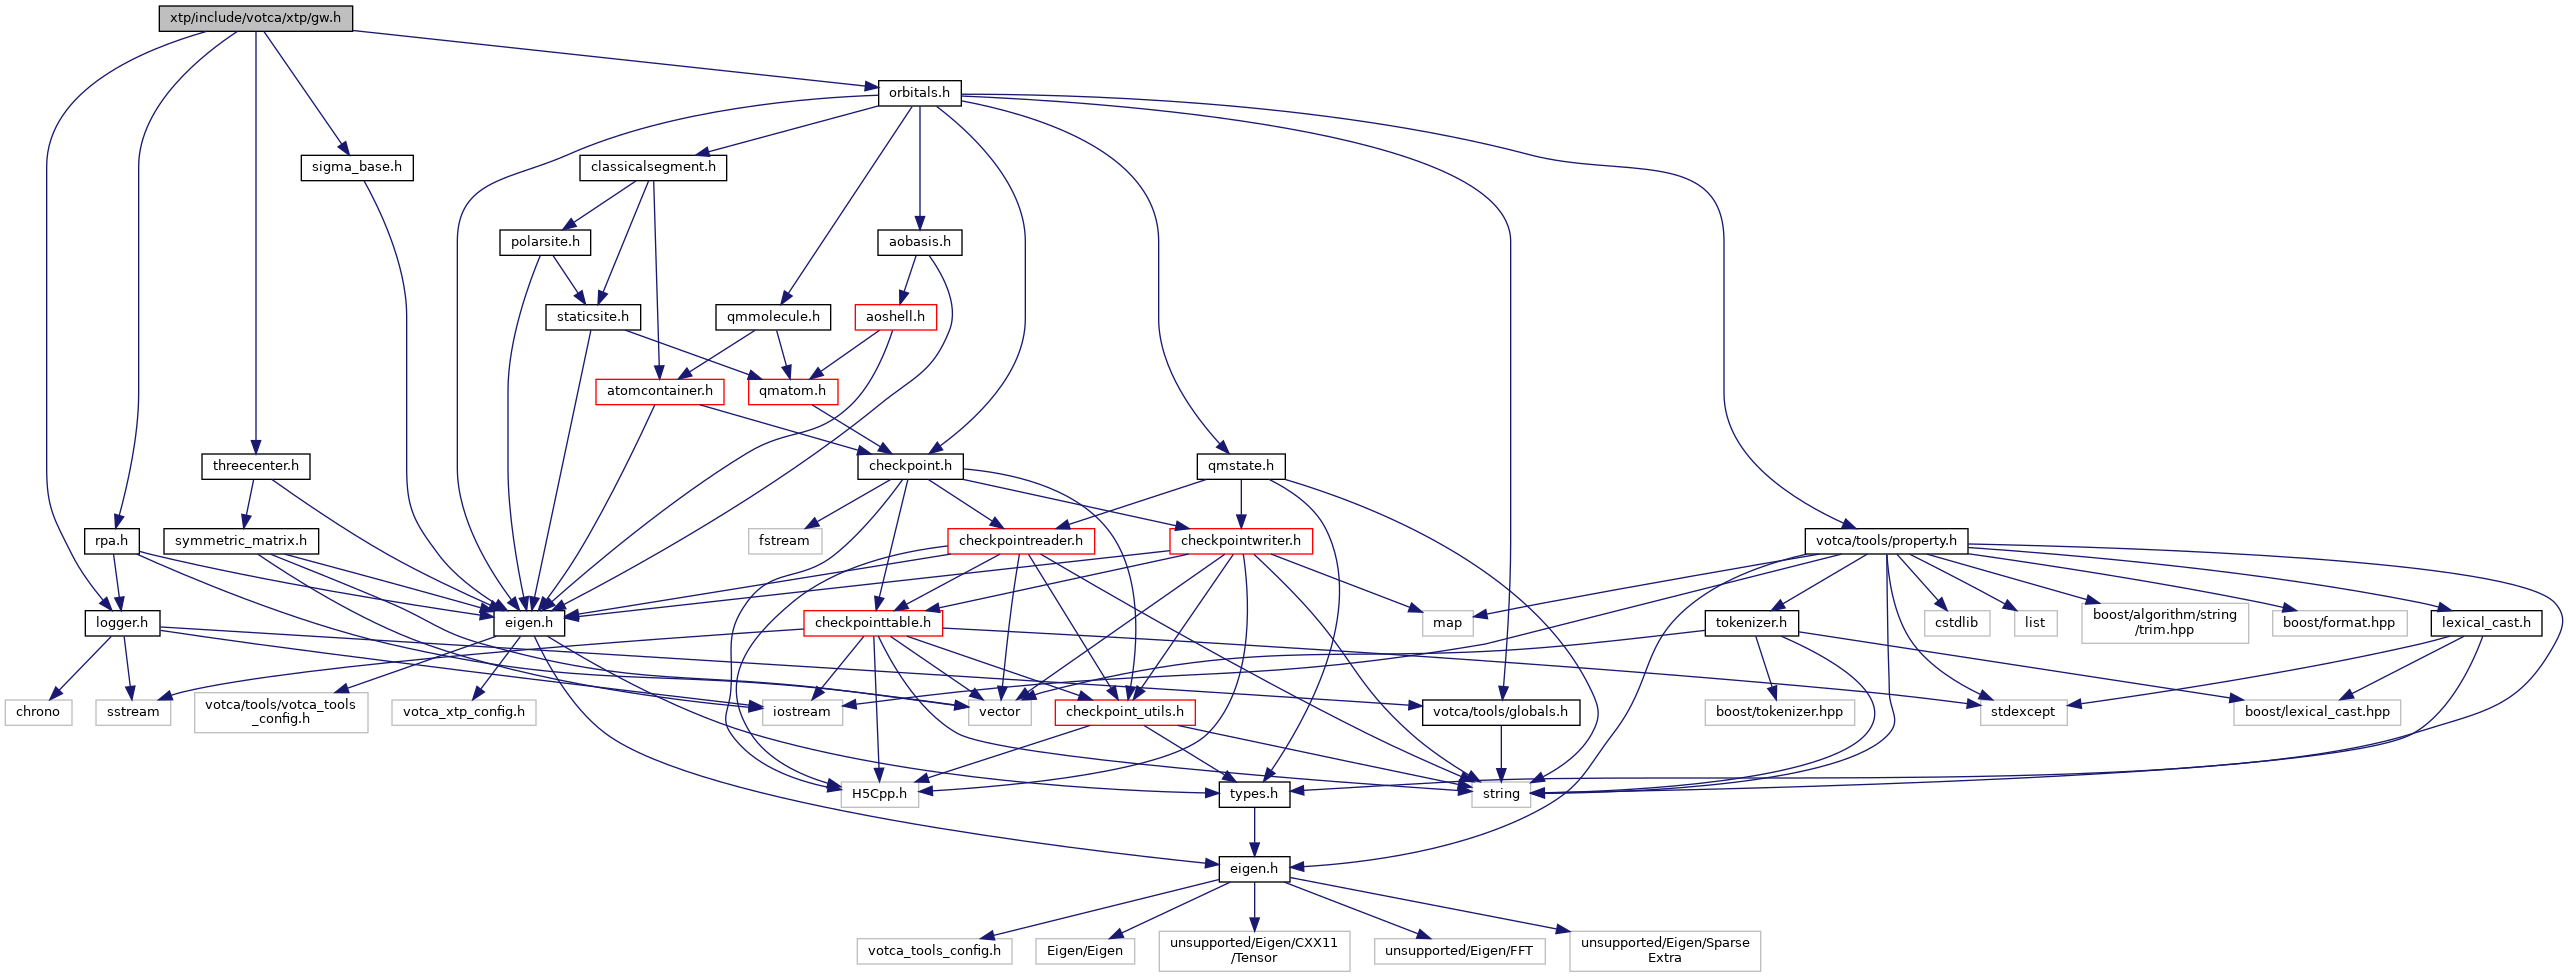 xtp/include/votca/xtp/gw.h
orbitals.h
sigma_base.h
classicalsegment.h
polarsite.h
aobasis.h
staticsite.h
qmmolecule.h
aoshell.h
atomcontainer.h
qmatom.h
threecenter.h
checkpoint.h
qmstate.h
rpa.h
symmetric_matrix.h
fstream
checkpointreader.h
checkpointwriter.h
votca/tools/property.h
logger.h
eigen.h
checkpointtable.h
map
tokenizer.h
cstdlib
list
boost/algorithm/string
/trim.hpp
boost/format.hpp
lexical_cast.h
chrono
sstream
votca/tools/votca_tools
_config.h
votca_xtp_config.h
iostream
vector
checkpoint_utils.h
votca/tools/globals.h
boost/tokenizer.hpp
stdexcept
boost/lexical_cast.hpp
H5Cpp.h
types.h
string
eigen.h
votca_tools_config.h
Eigen/Eigen
unsupported/Eigen/CXX11
/Tensor
unsupported/Eigen/FFT
unsupported/Eigen/Sparse
Extra